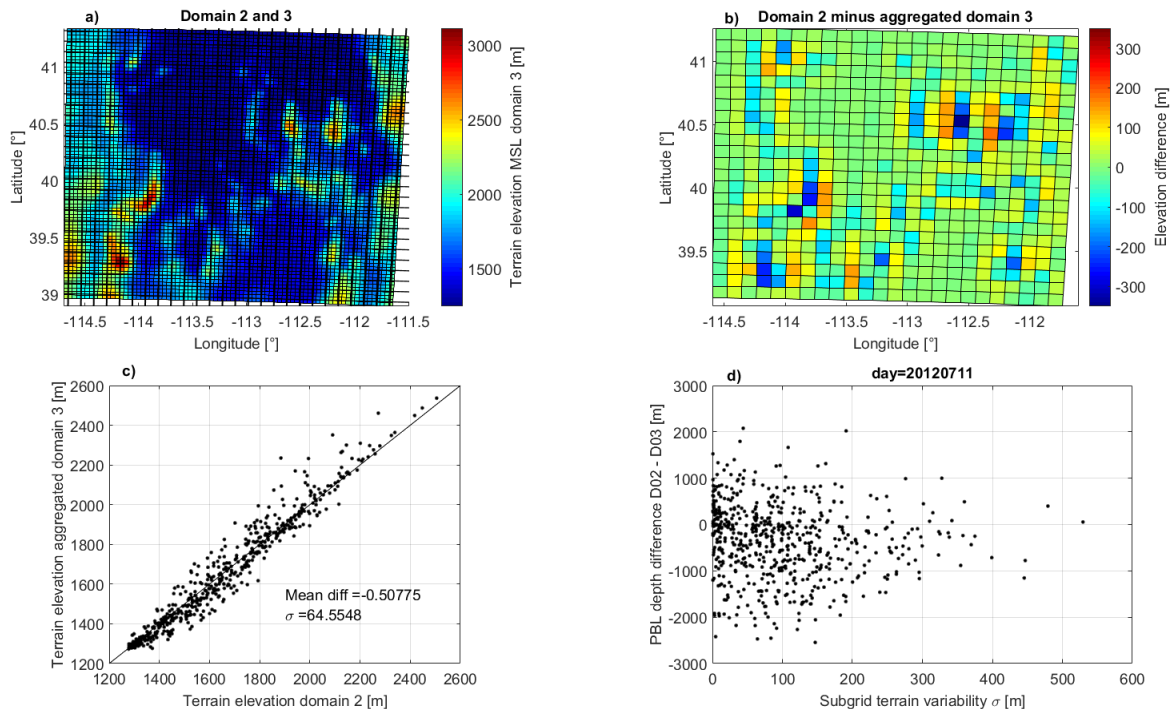 a) Domain 2 and 3
41
40.5
40
39.5
39
Latitude [°]
-114.5 -114 -113.5 -113 -112.5 -112 -111.5
Longitude [°]
3000
2500
2000
1500
Terrain elevation MSL domain 3 [m]
b) Domain 2 minus aggregated domain 3
41
40.5
40
39.5
Latitude [°]
-114.5 -114 -113.5 -113 -112.5 -112
Longitude [°]
300
200
100
0
-100
-200
-300
Elevation difference [m]
c)
2600
2400
2200
2000
1800
1600
1400
1200
Terrain elevation aggregated domain 3 [m]
Mean diff =-0.50775
σ =64.5548
1200 1400 1600 1800 2000 2200 2400 2600
Terrain elevation domain 2 [m]
d) day=20120711
3000
2000
1000
0
-1000
-2000
-3000
PBL depth difference D02 - D03 [m]
0 100 200 300 400 500 600
Subgrid terrain variability σ [m]